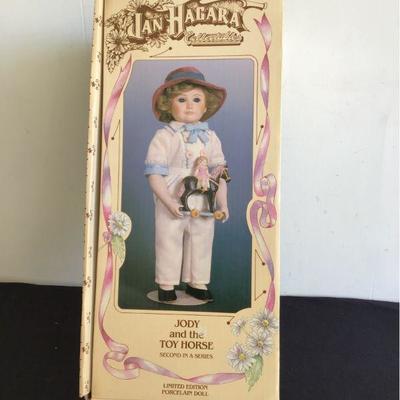 JAN HAGARA
Collectables
JODY
and the
TOY HORSE
SECOND IN A SERIES
LIMITED EDITION
PORCELAIN DOLL